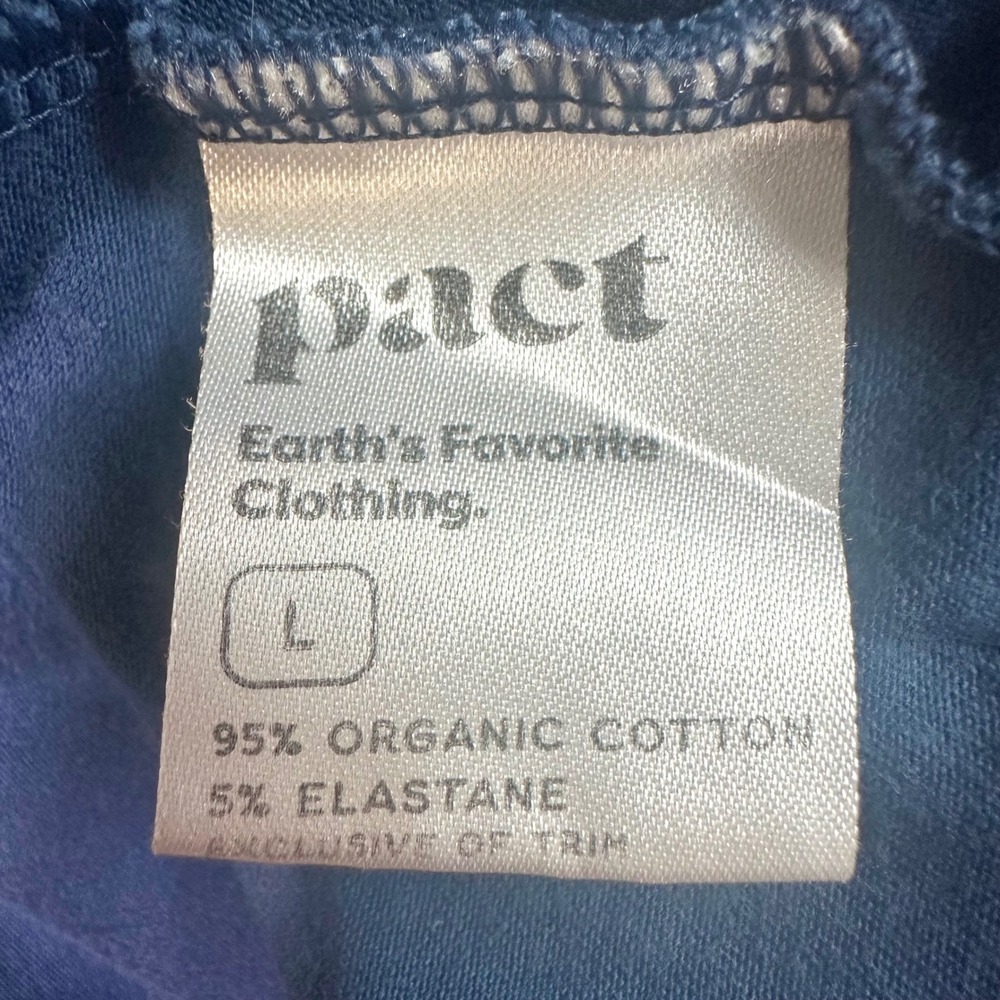 pact
Earth's Favorite
Clothing.
L
95% ORGANIC COTTON
5% ELASTANE
EXCLUSIVE OF TRIM